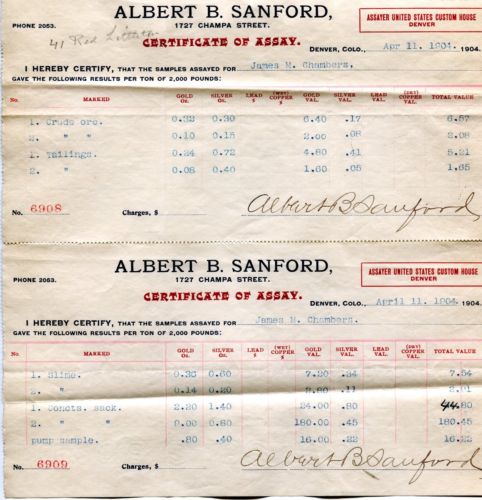 ALBERT B. SANFORD,
PHONE 2053.
1727 CHAMPA STREET.
ASSAYER UNITED STATES CUSTOM HOUSE
DENVER
41 Red
CERTIFICATE OF ASSAY.
DENVER, COLO., Apr 11. 1904. 1904.
I HEREBY CERTIFY, THAT THE SAMPLES ASSAYED FOR James M. Chambers.
GAVE THE FOLLOWING RESULTS PER TON OF 2,000 POUNDS:
No. MARKED GOLD Oz. SILVER Oz. LEAD $ (WET) COPPER $ GOLD VAL. SILVER VAL. LEAD VAL. (DRY) COPPER VAL. TOTAL VALUE
1. Crude ore. 0.32 0.30 6.40 .17 6.57
2. " " 0.10 0.15 2.00 .08 2.08
1. Tailings. 0.24 0.72 4.80 .41 5.21
2. " 0.08 0.40 1.60 .05 1.65
No. 6908 Charges, $ Albert B Sanford
ALBERT B. SANFORD,
PHONE 2053.
1727 CHAMPA STREET.
ASSAYER UNITED STATES CUSTOM HOUSE
DENVER
CERTIFICATE OF ASSAY.
DENVER, COLO., April 11. 1904. 1904.
I HEREBY CERTIFY, THAT THE SAMPLES ASSAYED FOR James M. Chambers.
GAVE THE FOLLOWING RESULTS PER TON OF 2,000 POUNDS:
No. MARKED GOLD Oz. SILVER Oz. LEAD $ (WET) COPPER $ GOLD VAL. SILVER VAL. LEAD VAL. (DRY) COPPER VAL. TOTAL VALUE
1. Slime. 0.36 0.60 7.20 .34 7.54
2. " 0.14 0.20 2.80 .11 2.91
1. Concts. sack. 2.20 1.40 24.00 .80 44.80
2. " " 9.00 0.80 180.00 .45 180.45
pump sample. .80 .40 16.00 .22 16.22
No. 6909 Charges, $ Albert B Sanford